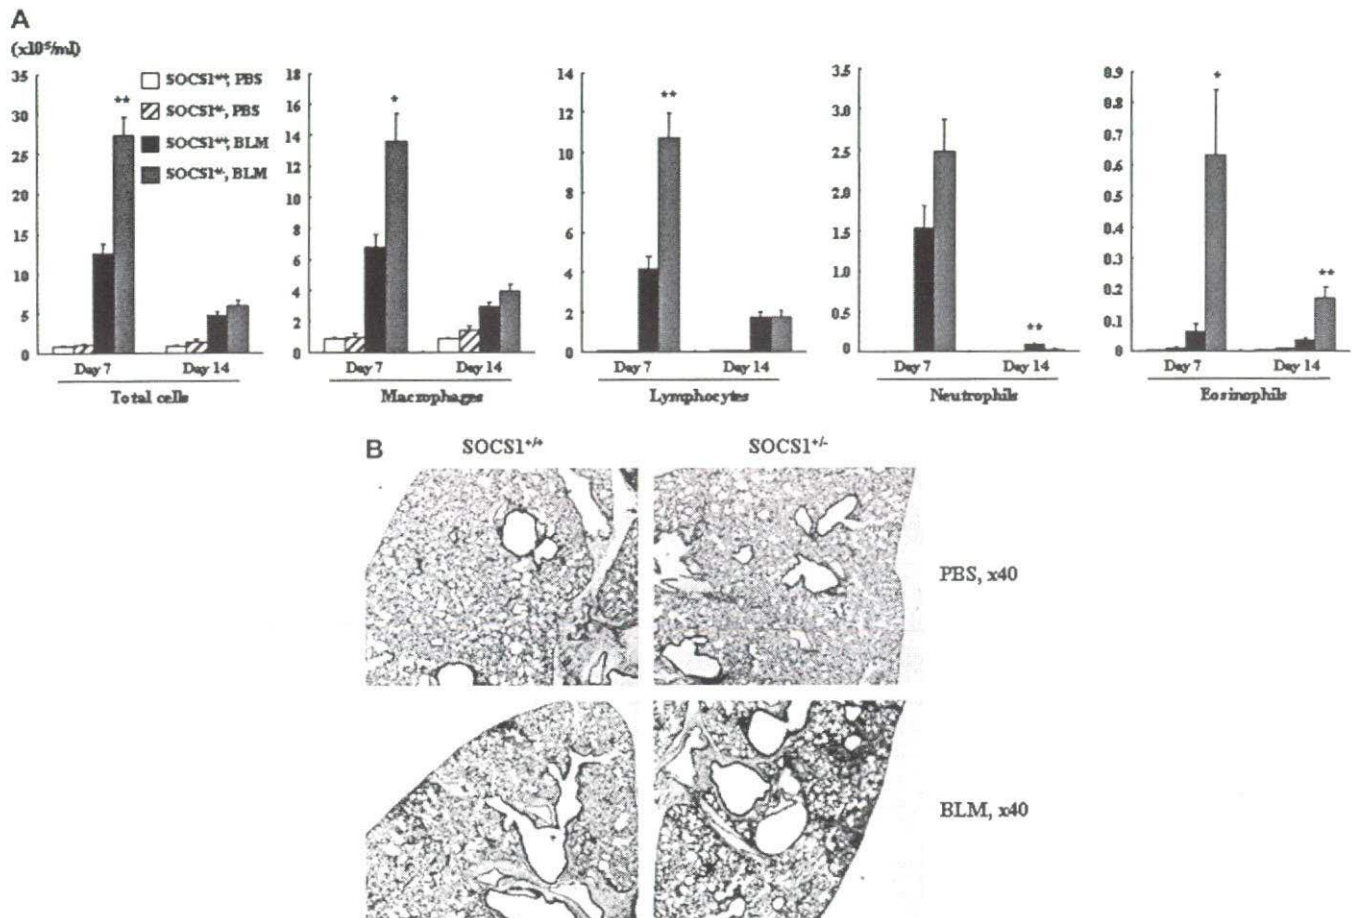 A
(x10⁵/ml)
SOCS1+/+, PBS
SOCS1+/-, PBS
SOCS1+/+, BLM
SOCS1+/-, BLM
35
30
25
20
15
10
5
0
**
Day 7
Day 14
Total cells
18
16
14
12
10
8
6
4
2
0
*
Day 7
Day 14
Macrophages
14
12
10
8
6
4
2
0
**
Day 7
Day 14
Lymphocytes
3.5
3.0
2.5
2.0
1.5
1.0
0.5
0
**
Day 7
Day 14
Neutrophils
0.9
0.8
0.7
0.6
0.5
0.4
0.3
0.2
0.1
0
*
**
Day 7
Day 14
Eosinophils
B
SOCS1+/+
SOCS1+/-
PBS, x40
BLM, x40